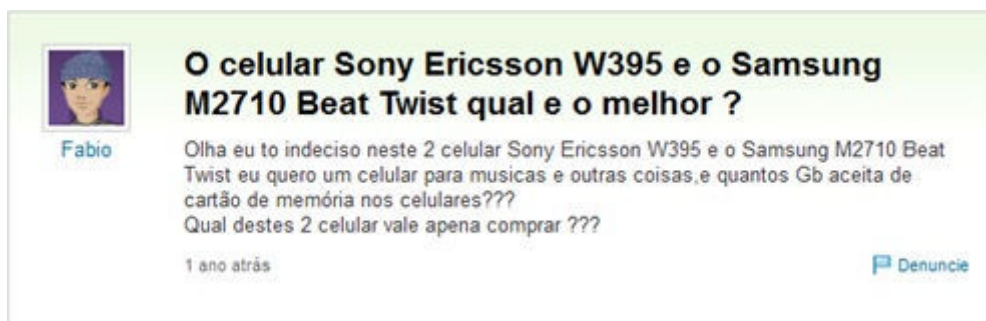 O celular Sony Ericsson W395 e o Samsung
M2710 Beat Twist qual e o melhor ?
Fabio
Olha eu to indeciso neste 2 celular Sony Ericsson W395 e o Samsung M2710 Beat
Twist eu quero um celular para musicas e outras coisas,e quantos Gb aceita de
cartão de memória nos celulares???
Qual destes 2 celular vale apena comprar ???
1 ano atrás
Denuncie